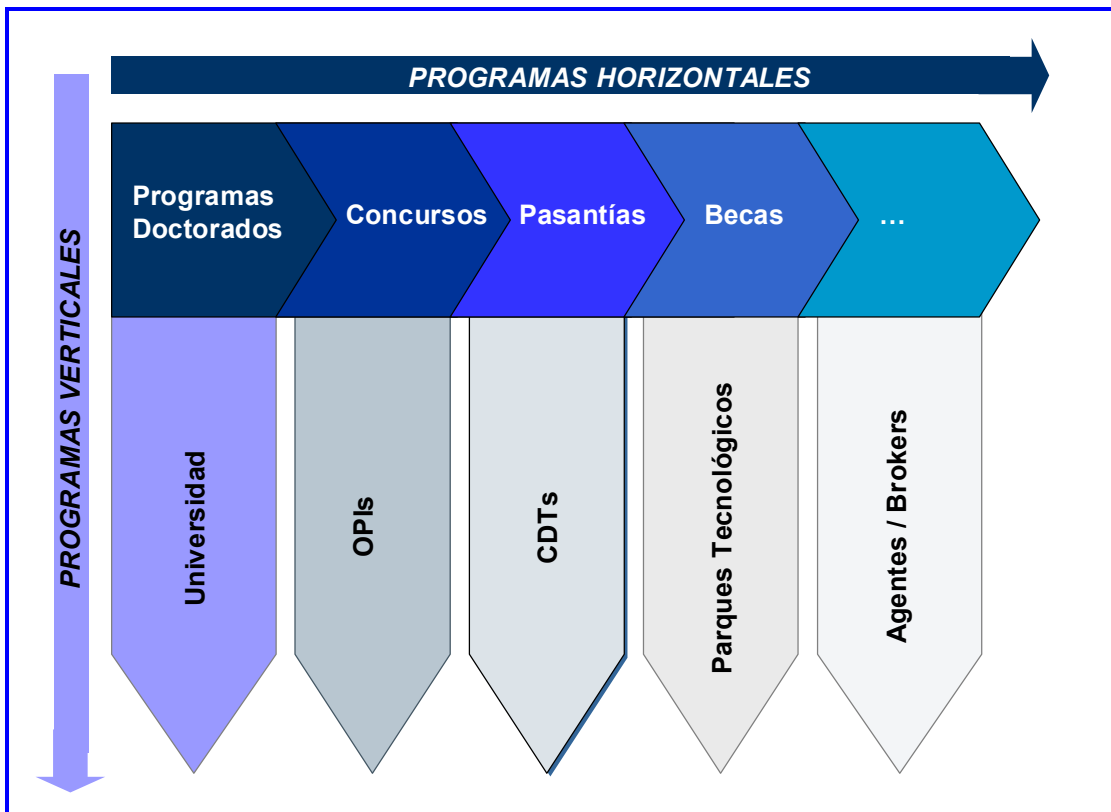 PROGRAMAS HORIZONTALES
PROGRAMAS VERTICALES
Programas
Doctorados
Concursos
Pasantías
Becas
...
Universidad
OPIs
CDTs
Parques Tecnológicos
Agentes / Brokers